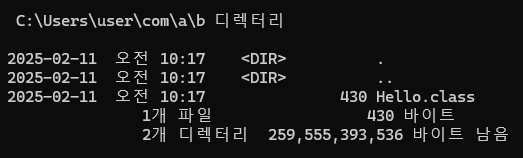 C:\Users\user\com\a\b 디렉터리
2025-02-11  오전 10:17    <DIR>          .
2025-02-11  오전 10:17    <DIR>          ..
2025-02-11  오전 10:17               430 Hello.class
1개 파일                 430 바이트
2개 디렉터리  259,555,393,536 바이트 남음